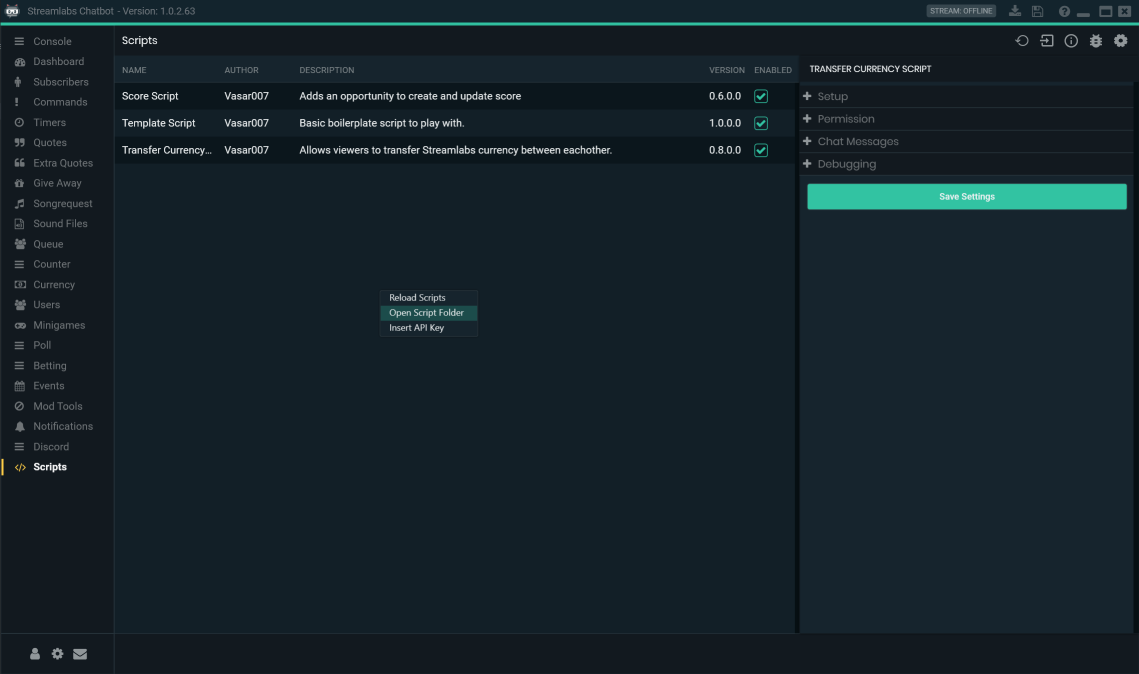 Streamlabs Chatbot - Version: 1.0.2.63
STREAM: OFFLINE
Console
Dashboard
Subscribers
Commands
Timers
Quotes
Extra Quotes
Give Away
Songrequest
Sound Files
Queue
Counter
Currency
Users
Minigames
Poll
Betting
Events
Mod Tools
Notifications
Discord
Scripts
Scripts
NAME AUTHOR DESCRIPTION VERSION ENABLED
Score Script Vasar007 Adds an opportunity to create and update score 0.6.0.0
Template Script Vasar007 Basic boilerplate script to play with. 1.0.0.0
Transfer Currency... Vasar007 Allows viewers to transfer Streamlabs currency between eachother. 0.8.0.0
Reload Scripts
Open Script Folder
Insert API Key
TRANSFER CURRENCY SCRIPT
Setup
Permission
Chat Messages
Debugging
Save Settings